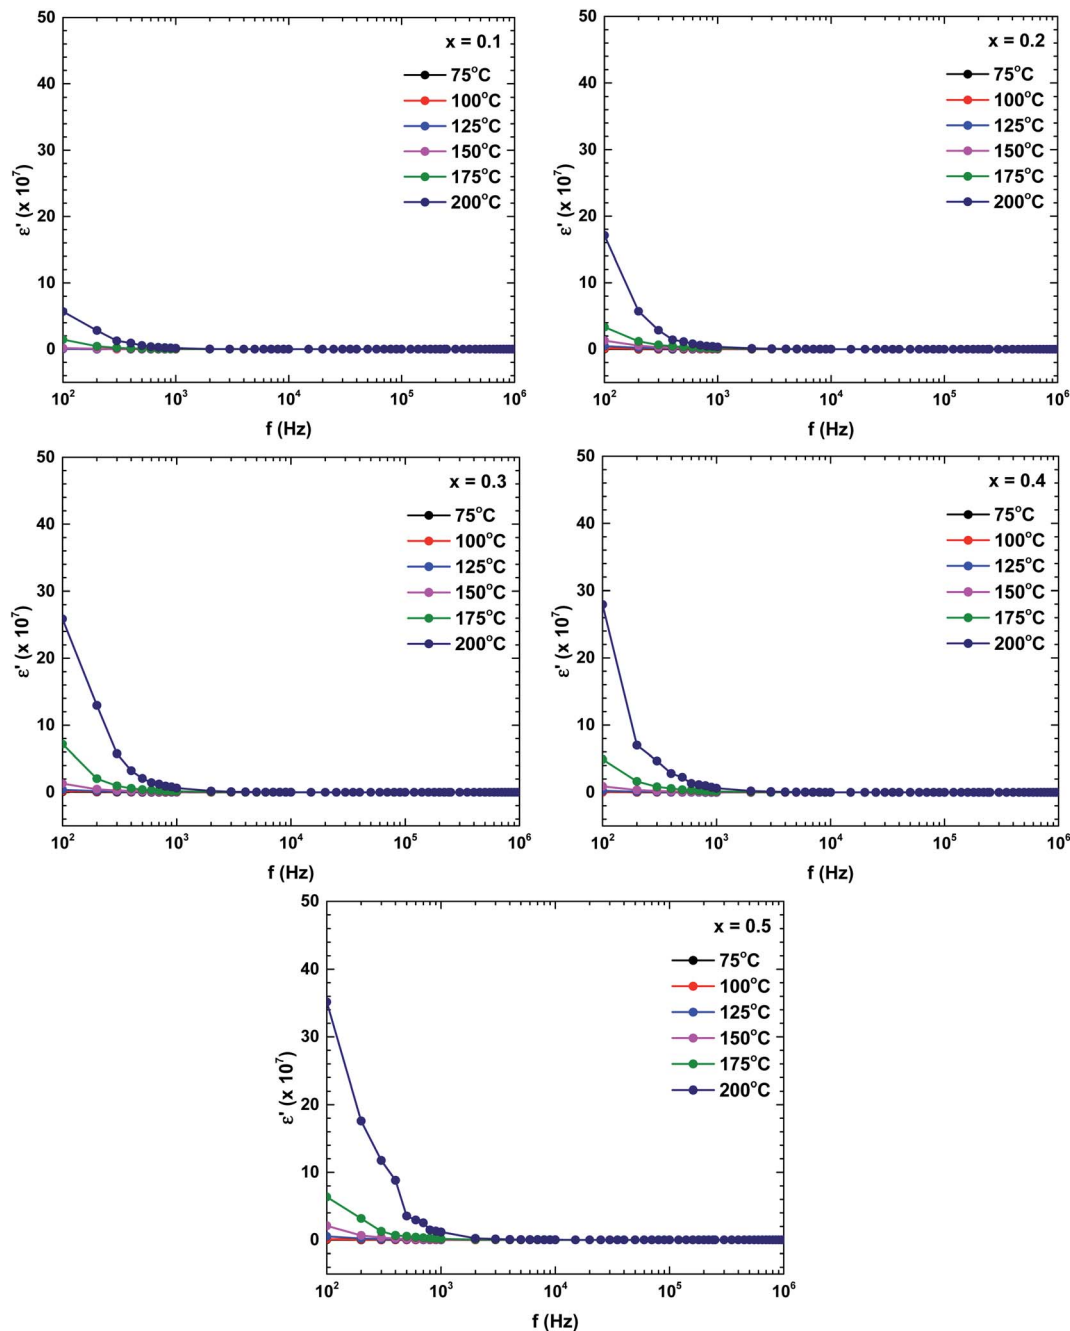 x = 0.1
75°C
100°C
125°C
150°C
175°C
200°C
50
40
30
20
10
0
ε' (x 10⁷)
10² 10³ 10⁴ 10⁵ 10⁶
f (Hz)
x = 0.2
75°C
100°C
125°C
150°C
175°C
200°C
50
40
30
20
10
0
ε' (x 10⁷)
10² 10³ 10⁴ 10⁵ 10⁶
f (Hz)
x = 0.3
75°C
100°C
125°C
150°C
175°C
200°C
50
40
30
20
10
0
ε' (x 10⁷)
10² 10³ 10⁴ 10⁵ 10⁶
f (Hz)
x = 0.4
75°C
100°C
125°C
150°C
175°C
200°C
50
40
30
20
10
0
ε' (x 10⁷)
10² 10³ 10⁴ 10⁵ 10⁶
f (Hz)
x = 0.5
75°C
100°C
125°C
150°C
175°C
200°C
50
40
30
20
10
0
ε' (x 10⁷)
10² 10³ 10⁴ 10⁵ 10⁶
f (Hz)